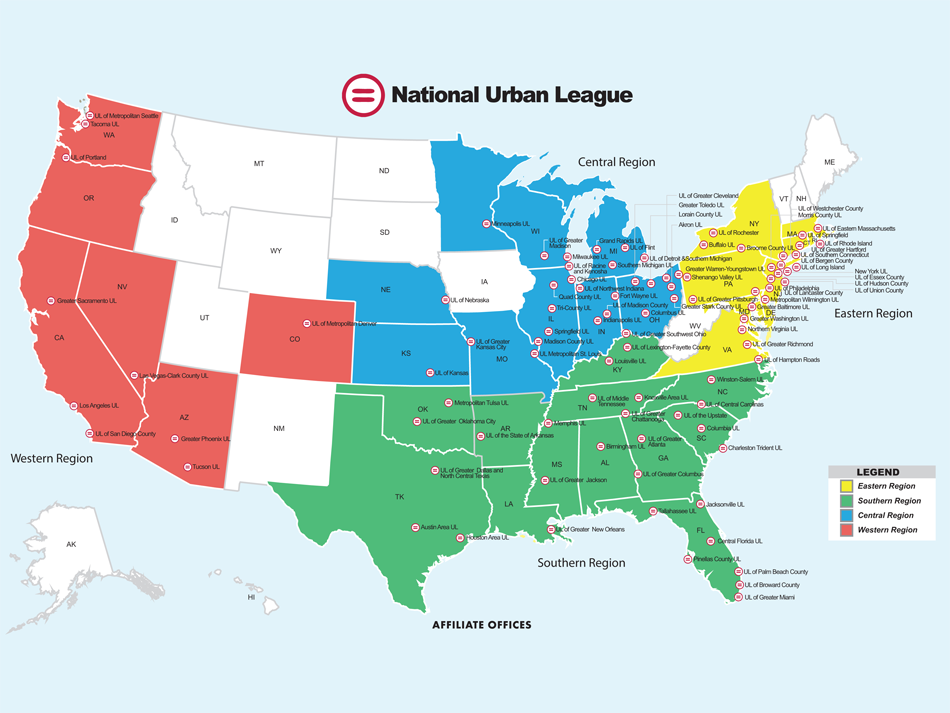 National Urban League
Central Region
UL of Metropolitan Seattle
Tacoma UL
WA
UL of Portland
OR
MT
ND
ID
SD
WY
ME
VT
NH
UL of Greater Cleveland
Greater Toledo UL
Lorain County UL
Akron UL
UL of Westchester County
Morris County UL
Minneapolis UL
WI
NY
UL of Rochester
MA
UL of Eastern Massachusetts
UL of Springfield
UL of Rhode Island
UL of Greater Hartford
UL of Southern Connecticut
UL of Bergen County
UL of Long Island
CT
UL of Greater
Madison
Grand Rapids UL
MI
UL of Flint
Buffalo UL
Broome County UL
Milwaukee UL
UL of Detroit &Southern Michigan
UL of Racine
and Kenosha
Southern Michigan UL
Greater Warren-Youngstown UL
Shenango Valley UL
New York UL
UL of Essex County
UL of Hudson County
UL of Union County
Chicago UL
IA
NV
NE
UL of Northwest Indiana
Quad County UL
Fort Wayne UL
PA
UL of Philadelphia
UL of Lancaster County
NJ
Metropolitan Wilmington UL
Greater Sacramento UL
UL of Nebraska
Tri-County UL
UL of Madison County
UL of Greater Pittsburgh
Greater Stark County UL
Greater Baltimore UL
MD
DE
Columbus UL
OH
Eastern Region
UT
UL of Metropolitan Denver
CO
IL
IN
Indianapolis UL
Greater Washington UL
WV
Northern Virginia UL
CA
Springfield UL
UL of Greater Southwest Ohio
UL of Greater
Kansas City
Madison County UL
UL of Lexington-Fayette County
UL of Greater Richmond
VA
KS
MO
UL Metropolitan St. Louis
Louisville UL
UL of Hampton Roads
KY
Las Vegas-Clark County UL
UL of Kansas
Winston-Salem UL
NC
Los Angeles UL
AZ
Metropolitan Tulsa UL
OK
UL of Middle
Tennessee
Knoxville Area UL
UL of Central Carolinas
TN
UL of Greater
Chattanooga
UL of the Upstate
UL of Greater Oklahoma City
Memphis UL
AR
NM
UL of San Diego County
Greater Phoenix UL
UL of the State of Arkansas
Columbia UL
SC
Birmingham UL
UL of Greater
Atlanta
Charleston Trident UL
Western Region
Tucson UL
MS
AL
GA
UL of Greater Dallas and
North Central Texas
UL of Greater Jackson
UL of Greater Columbus
LEGEND
Eastern Region
Southern Region
Central Region
Western Region
TK
LA
Jacksonville UL
Tallahassee UL
Austin Area UL
UL of Greater New Orleans
FL
Houston Area UL
Central Florida UL
AK
Southern Region
Pinellas County UL
UL of Palm Beach County
UL of Broward County
HI
UL of Greater Miami
AFFILIATE OFFICES